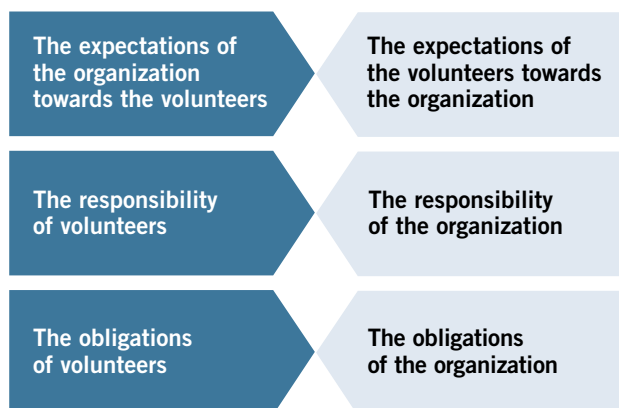 The expectations of
the organization
towards the volunteers
The expectations of
the volunteers towards
the organization
The responsibility
of volunteers
The responsibility
of the organization
The obligations
of volunteers
The obligations
of the organization